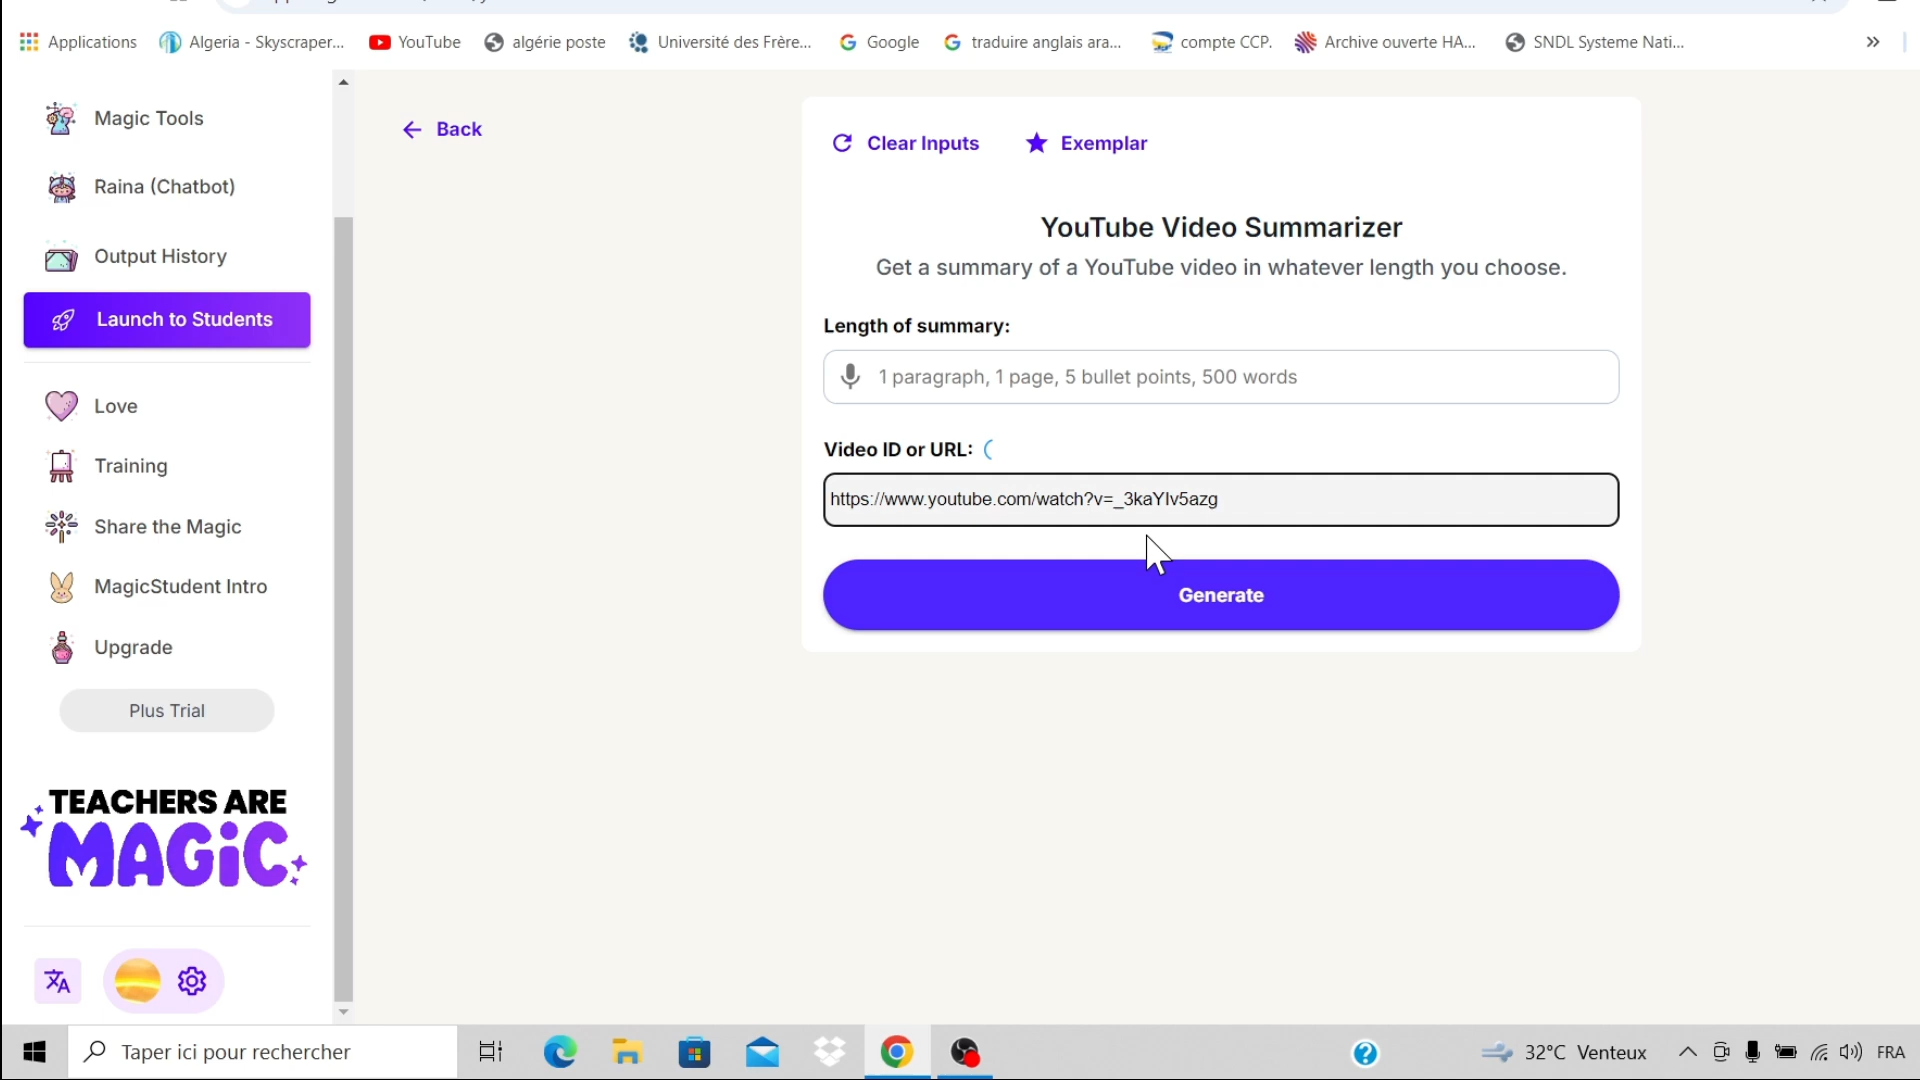 Applications
Algeria - Skyscraper...
YouTube
algérie poste
Université des Frère...
Google
traduire anglais ara...
compte CCP.
Archive ouverte HA...
SNDL Systeme Nati...
Magic Tools
Raina (Chatbot)
Output History
Launch to Students
Love
Training
Share the Magic
MagicStudent Intro
Upgrade
Plus Trial
TEACHERS ARE
MAGiC
Back
Clear Inputs
Exemplar
YouTube Video Summarizer
Get a summary of a YouTube video in whatever length you choose.
Length of summary:
1 paragraph, 1 page, 5 bullet points, 500 words
Video ID or URL:
https://www.youtube.com/watch?v=_3kaYIv5azg
Generate
Taper ici pour rechercher
32°C Venteux
FRA